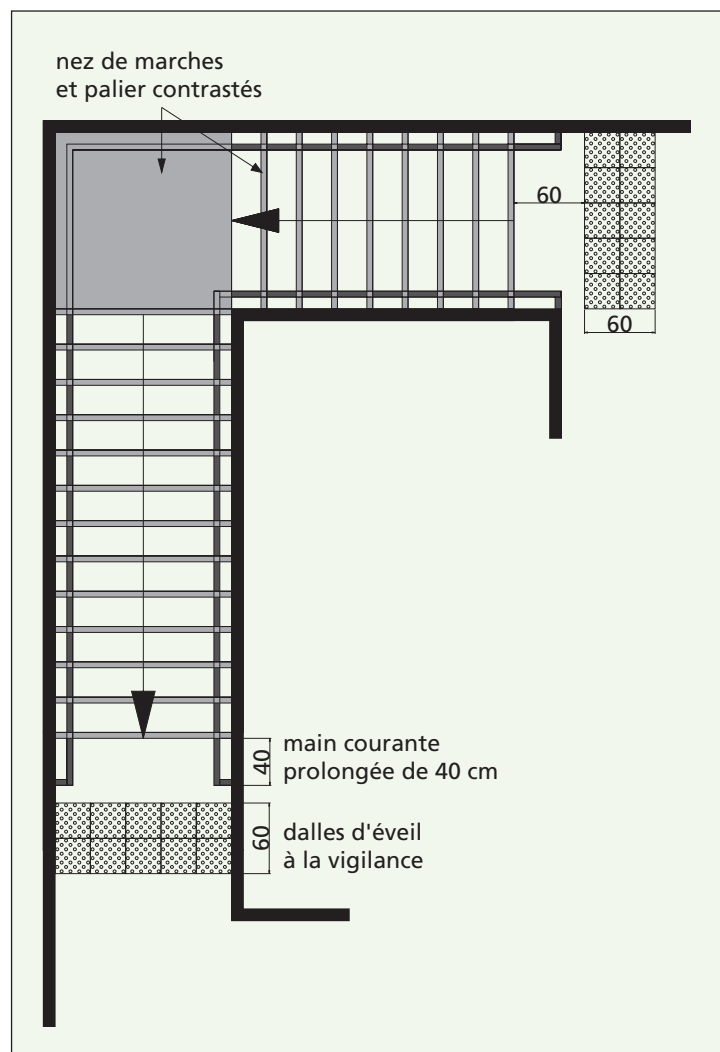 nez de marches
et palier contrastés
60
60
40
main courante
prolongée de 40 cm
60
dalles d'éveil
à la vigilance